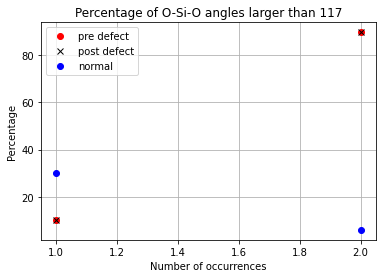 Percentage of O-Si-O angles larger than 117
pre defect
post defect
normal
80
60
40
20
Percentage
1.0 1.2 1.4 1.6 1.8 2.0
Number of occurrences